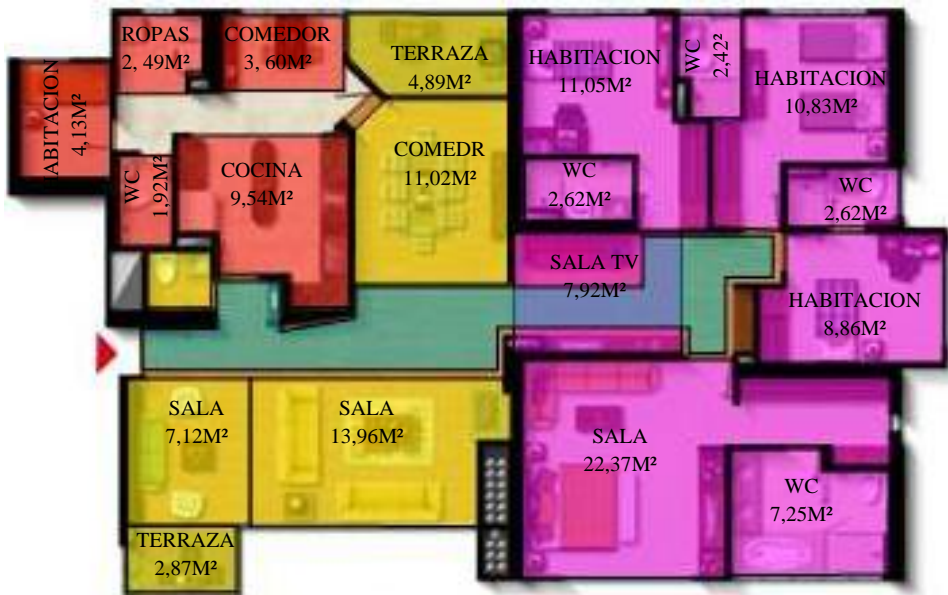 ROPAS
2, 49M²
COMEDOR
3, 60M²
TERRAZA
4,89M²
HABITACION
11,05M²
WC
2,42²
HABITACION
10,83M²
ABITACION
4,13M²
WC
1,92M²
COCINA
9,54M²
COMEDR
11,02M²
WC
2,62M²
WC
2,62M²
SALA TV
7,92M²
HABITACION
8,86M²
SALA
7,12M²
SALA
13,96M²
SALA
22,37M²
WC
7,25M²
TERRAZA
2,87M²